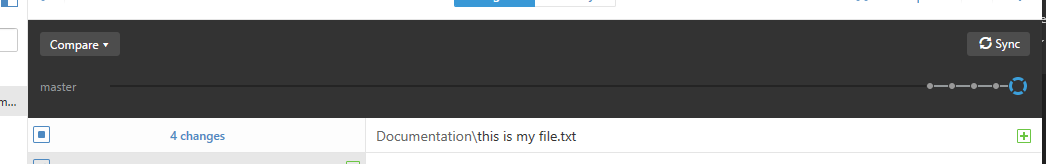 Compare
Sync
master
m...
4 changes
Documentation\this is my file.txt